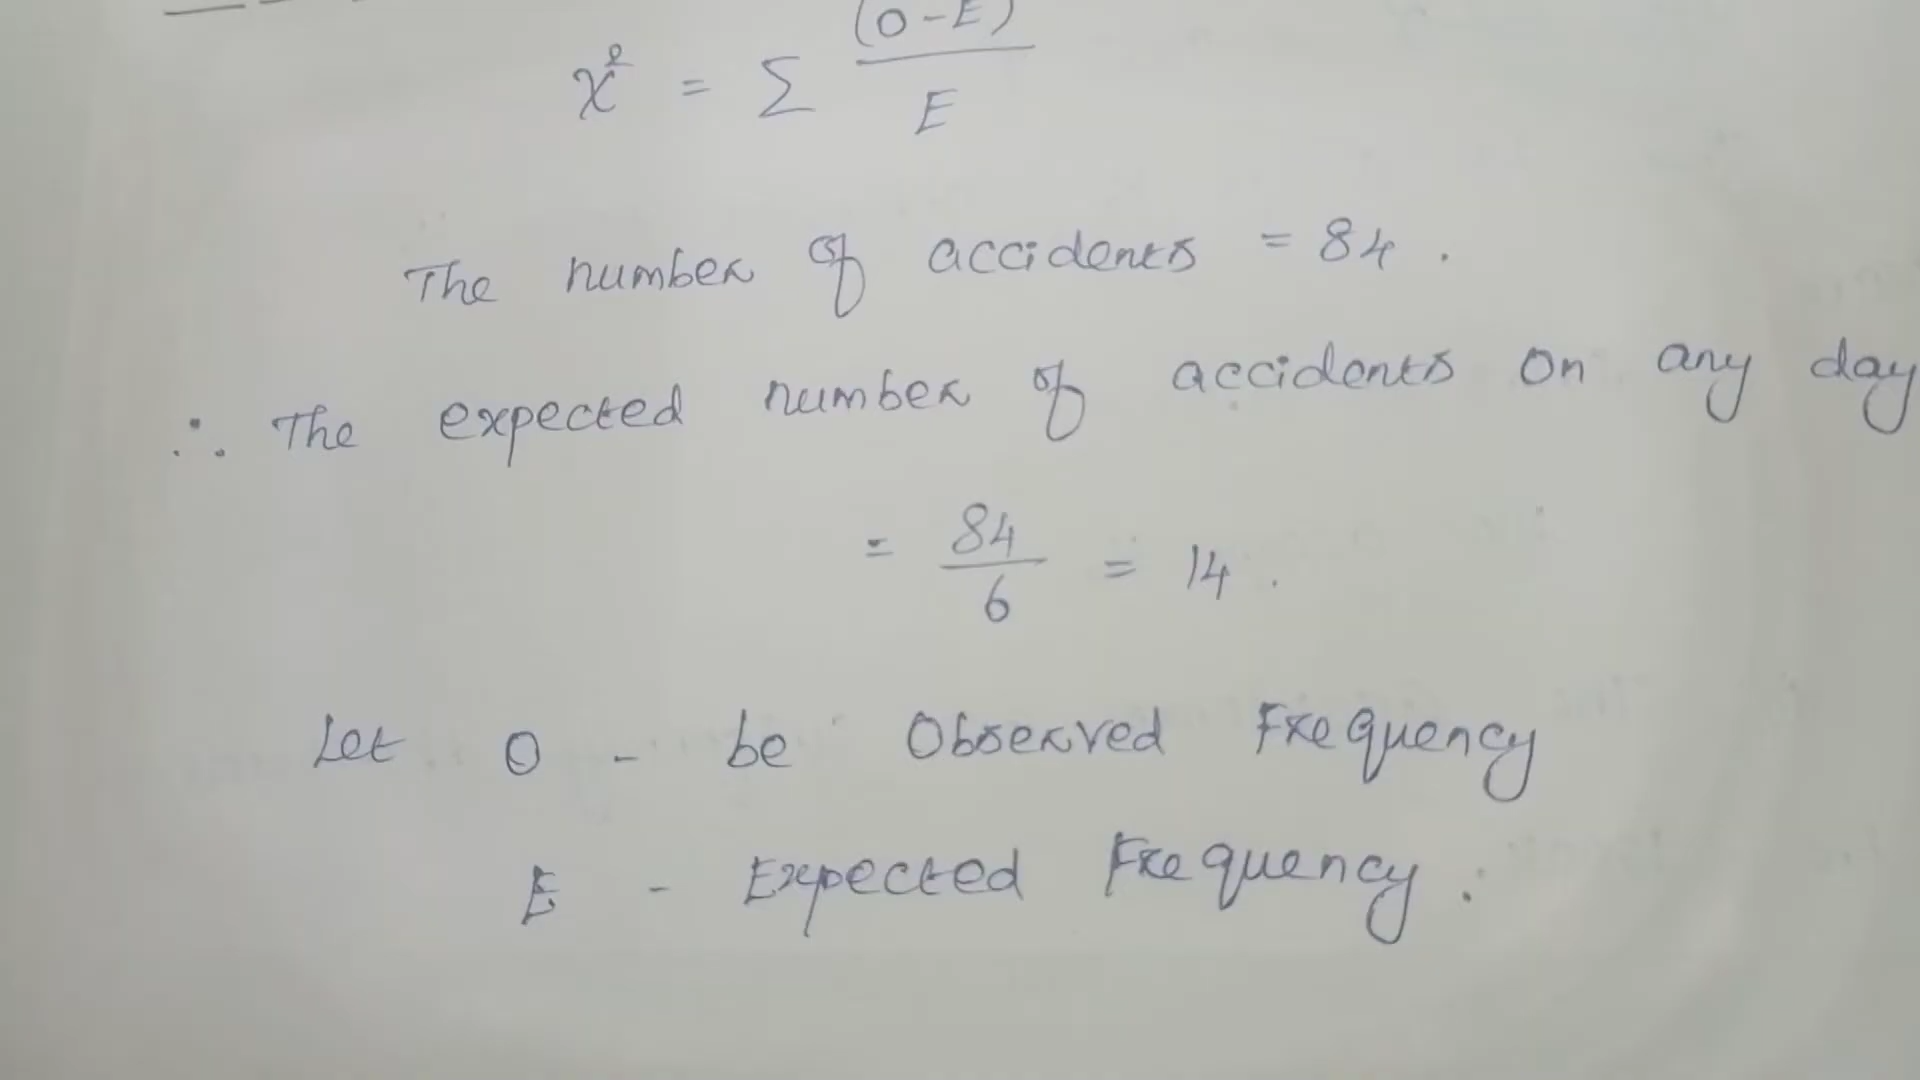 χ² = Σ (O-E) / E
The number of accidents = 84.
∴ The expected number of accidents on any day
= 84/6 = 14.
Let O - be Observed Frequency
E - Expected Frequency.